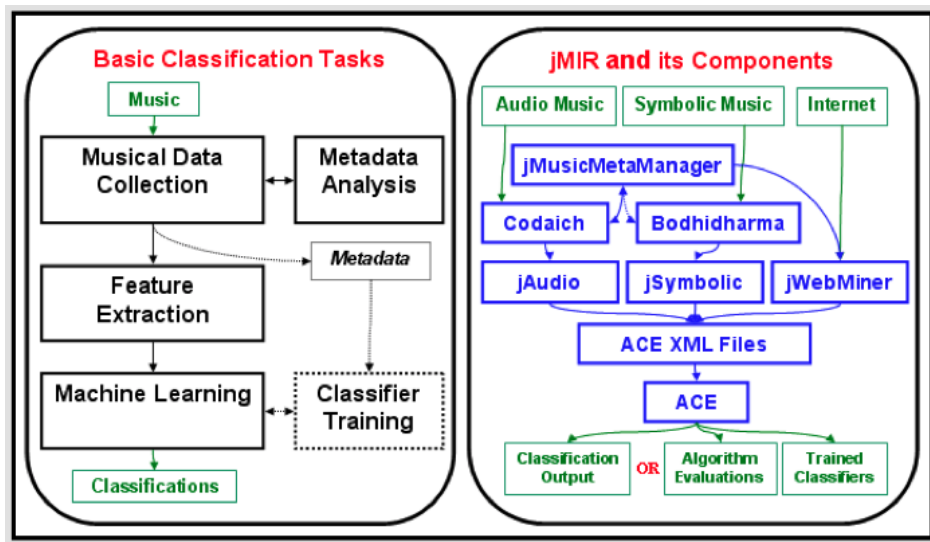 Basic Classification Tasks
Music
Musical Data
Collection
Metadata
Analysis
Metadata
Feature
Extraction
Machine Learning
Classifier
Training
Classifications
jMIR and its Components
Audio Music
Symbolic Music
Internet
jMusicMetaManager
Codaich
Bodhidharma
jAudio
jSymbolic
jWebMiner
ACE XML Files
ACE
Classification
Output
OR
Algorithm
Evaluations
Trained
Classifiers